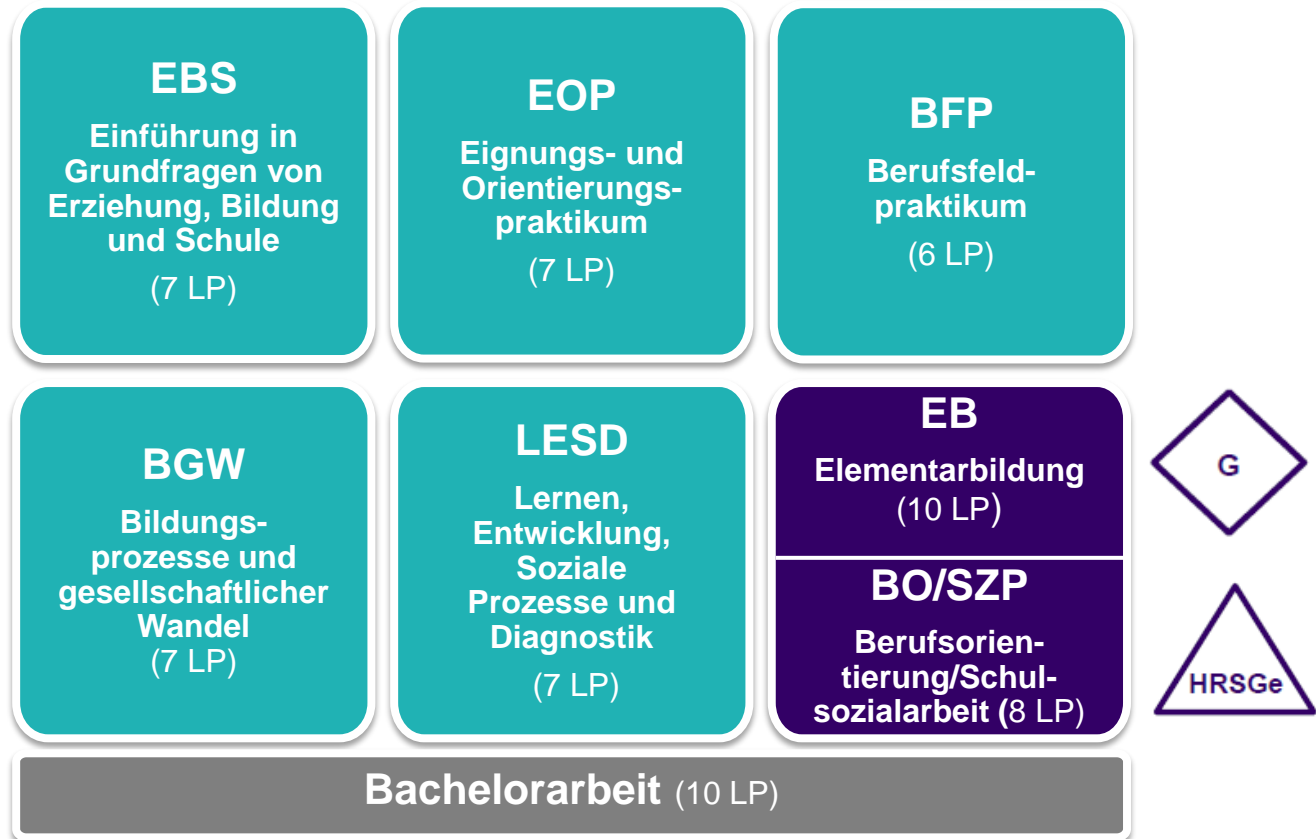 EBS
Einführung in
Grundfragen von
Erziehung, Bildung
und Schule
(7 LP)
EOP
Eignungs- und
Orientierungs-
praktikum
(7 LP)
BFP
Berufsfeld-
praktikum
(6 LP)
BGW
Bildungs-
prozesse und
gesellschaftlicher
Wandel
(7 LP)
LESD
Lernen,
Entwicklung,
Soziale
Prozesse und
Diagnostik
(7 LP)
EB
Elementarbildung
(10 LP)
G
BO/SZP
Berufsorien-
tierung/Schul-
sozialarbeit (8 LP)
HRSGe
Bachelorarbeit (10 LP)